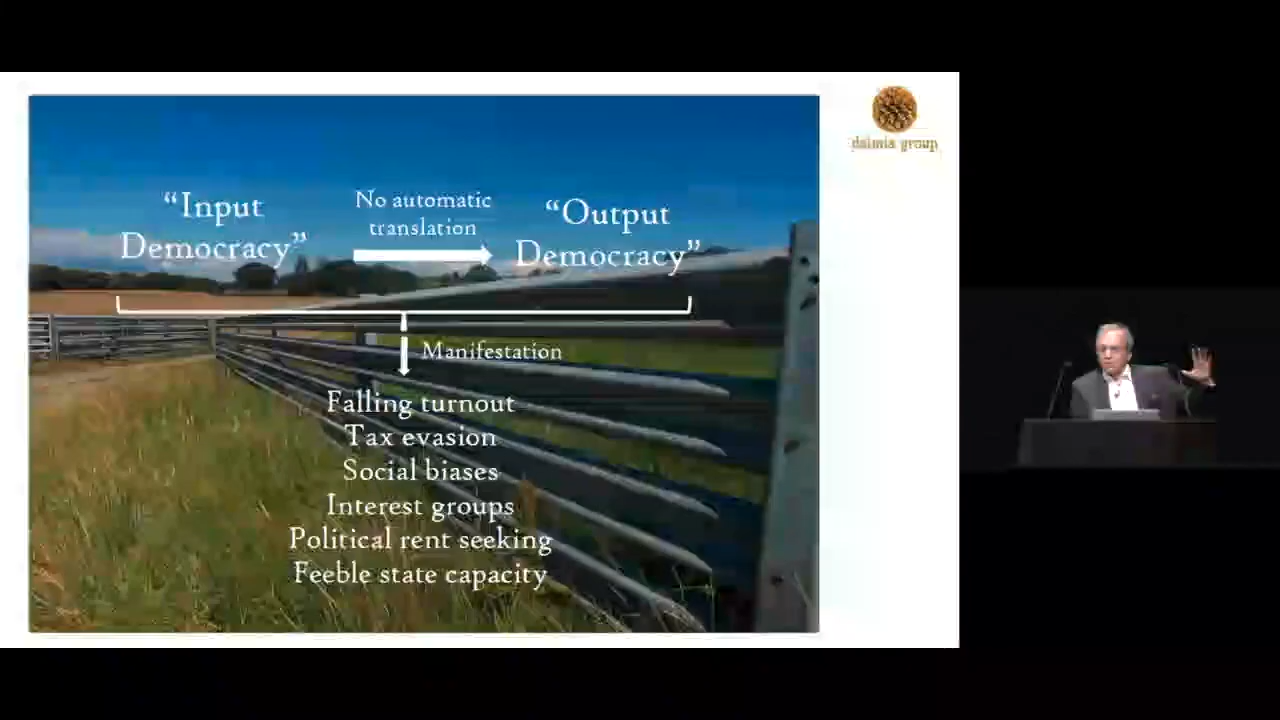 “Input
Democracy”
No automatic
translation
“Output
Democracy”
Manifestation
Falling turnout
Tax evasion
Social biases
Interest groups
Political rent seeking
Feeble state capacity
dalmia group